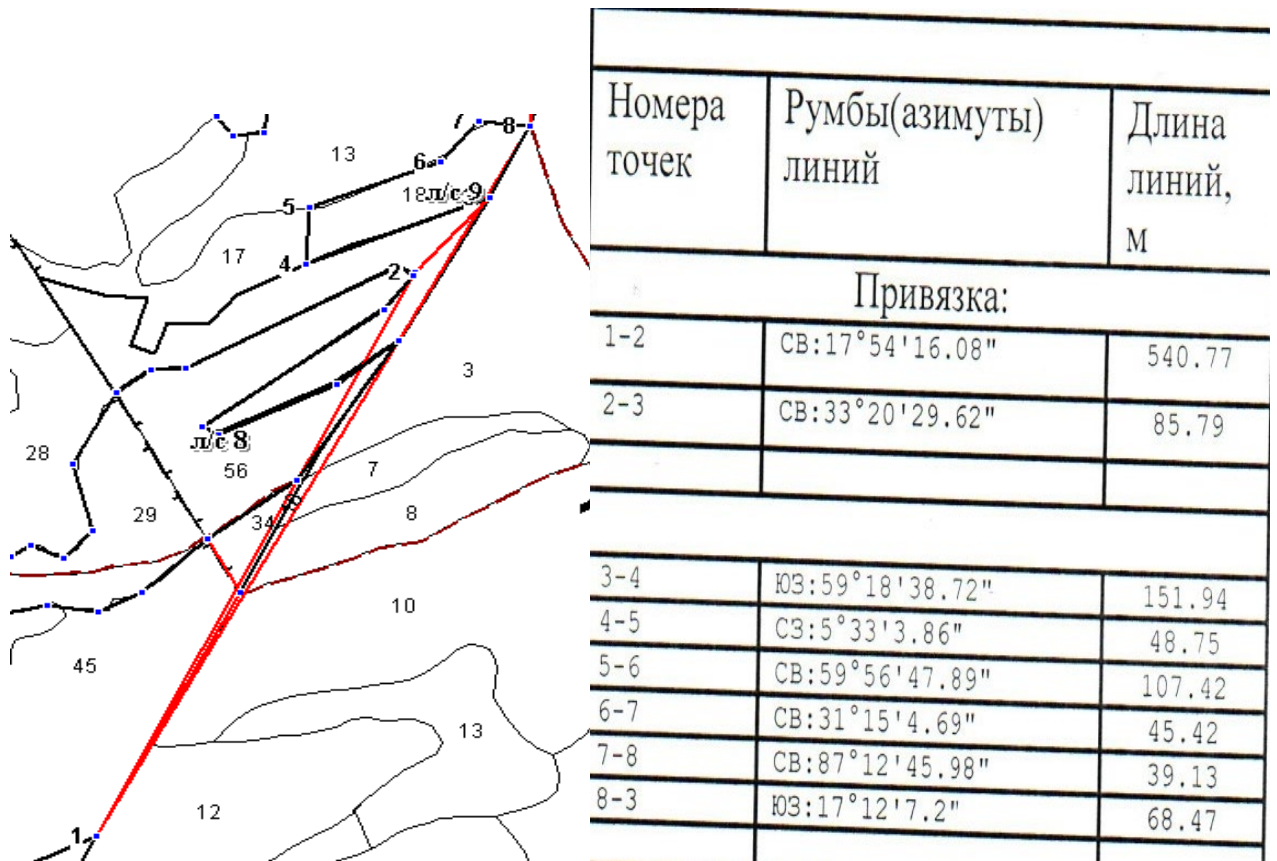 7
8
13
6
18
л/с 9
5
17
4
2
3
л/с 8
28
56
7
29
34
8
10
45
13
12
1
Номера точек
Румбы(азимуты) линий
Длина линий, м
Привязка:
1-2 СВ:17°54'16.08" 540.77
2-3 СВ:33°20'29.62" 85.79
3-4 ЮЗ:59°18'38.72" 151.94
4-5 СЗ:5°33'3.86" 48.75
5-6 СВ:59°56'47.89" 107.42
6-7 СВ:31°15'4.69" 45.42
7-8 СВ:87°12'45.98" 39.13
8-3 ЮЗ:17°12'7.2" 68.47